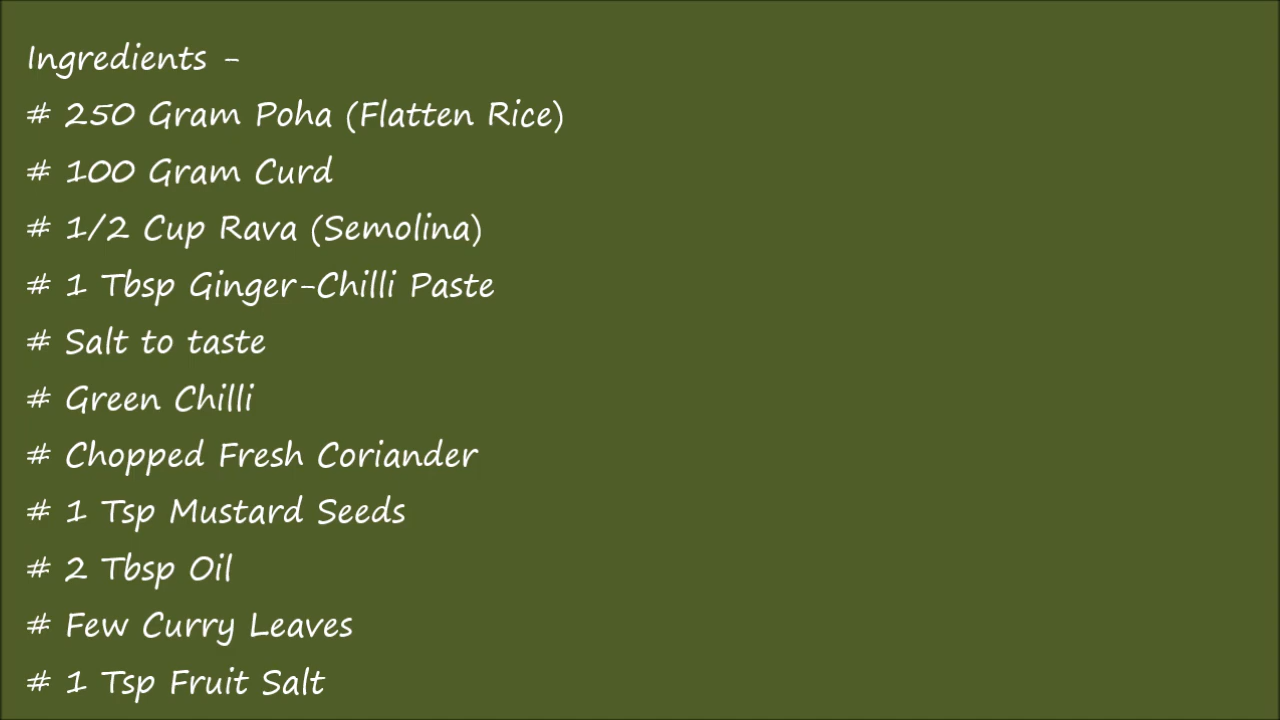 Ingredients -
# 250 Gram Poha (Flatten Rice)
# 100 Gram Curd
# 1/2 Cup Rava (Semolina)
# 1 Tbsp Ginger-Chilli Paste
# Salt to taste
# Green Chilli
# Chopped Fresh Coriander
# 1 Tsp Mustard Seeds
# 2 Tbsp Oil
# Few Curry Leaves
# 1 Tsp Fruit Salt